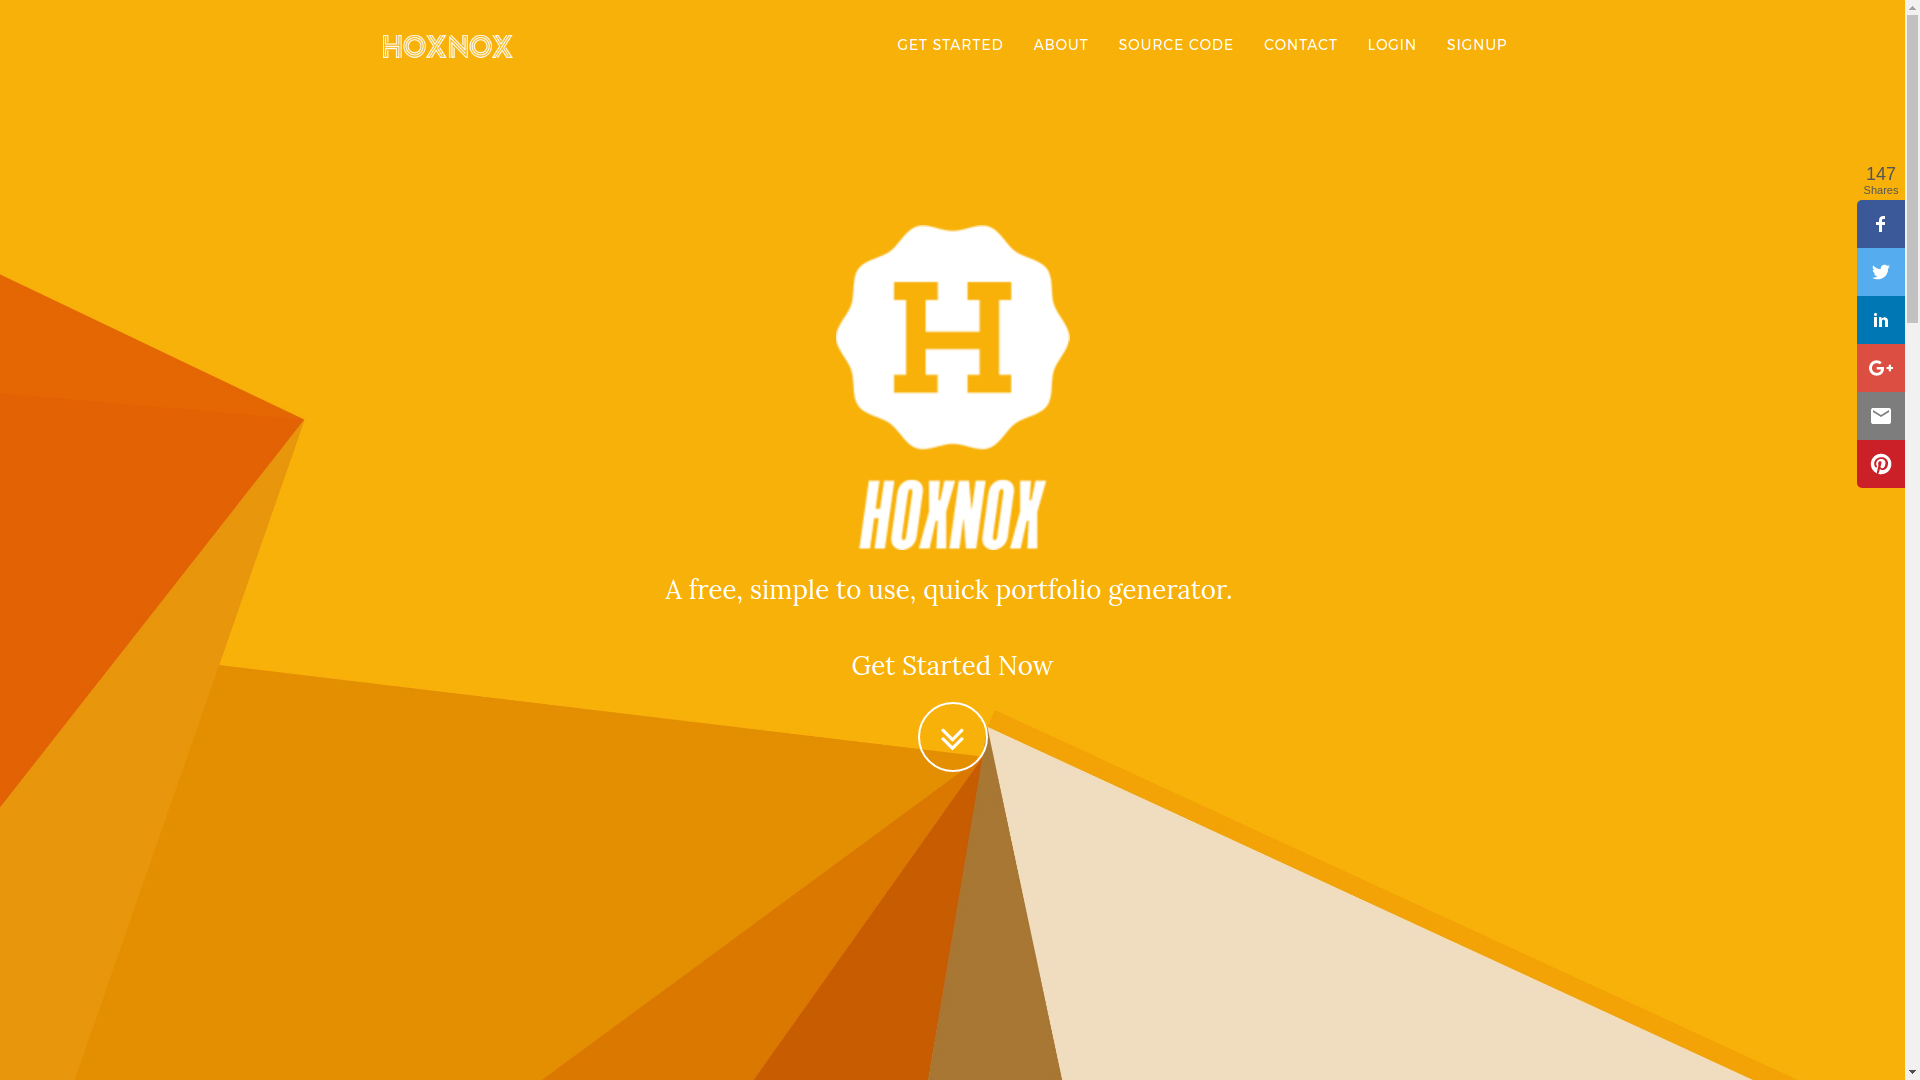 HOXNOX
GET STARTED ABOUT SOURCE CODE CONTACT LOGIN SIGNUP
147
Shares
f
in
G+
H
HOXNOX
A free, simple to use, quick portfolio generator.
Get Started Now